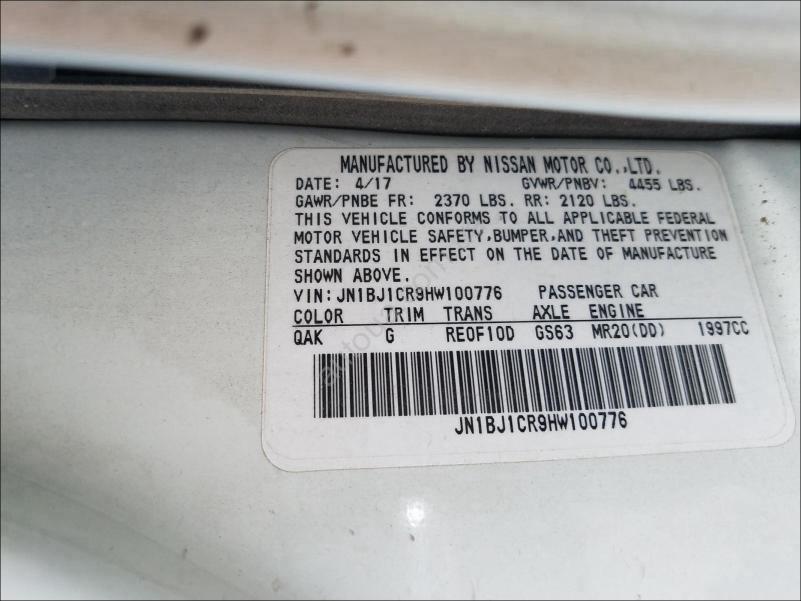 MANUFACTURED BY NISSAN MOTOR CO.,LTD.
DATE: 4/17 GVWR/PNBV: 4455 LBS.
GAWR/PNBE FR: 2370 LBS. RR: 2120 LBS.
THIS VEHICLE CONFORMS TO ALL APPLICABLE FEDERAL
MOTOR VEHICLE SAFETY,BUMPER,AND THEFT PREVENTION
STANDARDS IN EFFECT ON THE DATE OF MANUFACTURE
SHOWN ABOVE.
VIN:JN1BJ1CR9HW100776 PASSENGER CAR
COLOR TRIM TRANS AXLE ENGINE
QAK G RE0F10D GS63 MR20(DD) 1997CC
JN1BJ1CR9HW100776